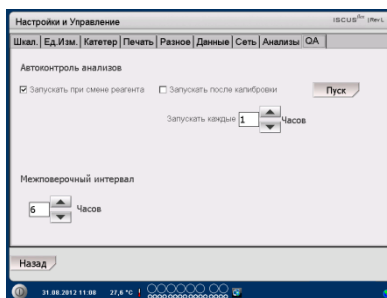 Настройки и Управление
ISCUSflex (Rev L
Шкал. Ед.Изм. Катетер Печать Разное Данные Сеть Анализы QA
Автоконтроль анализов
Запускать при смене реагента Запускать после калибровки Пуск
Запускать каждые 1 Часов
Межповерочный интервал
6 Часов
Назад
31.08.2012 11:08 27,6 °C !